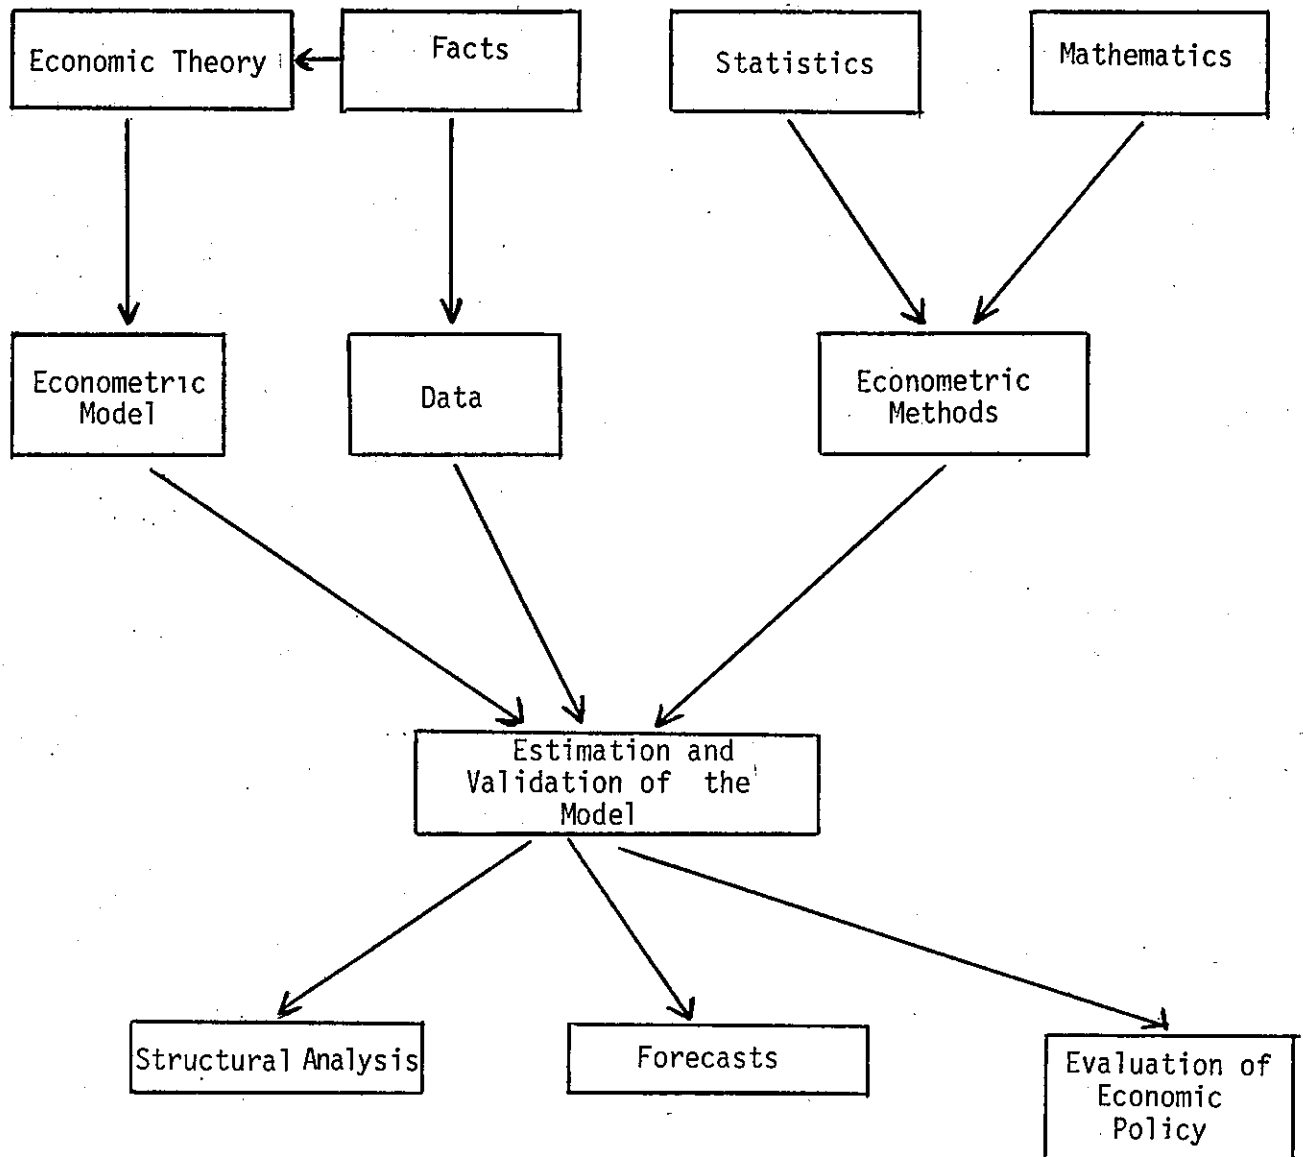 Economic Theory
Facts
Statistics
Mathematics
Econometric
Model
Data
Econometric
Methods
Estimation and
Validation of the
Model
Structural Analysis
Forecasts
Evaluation of
Economic
Policy